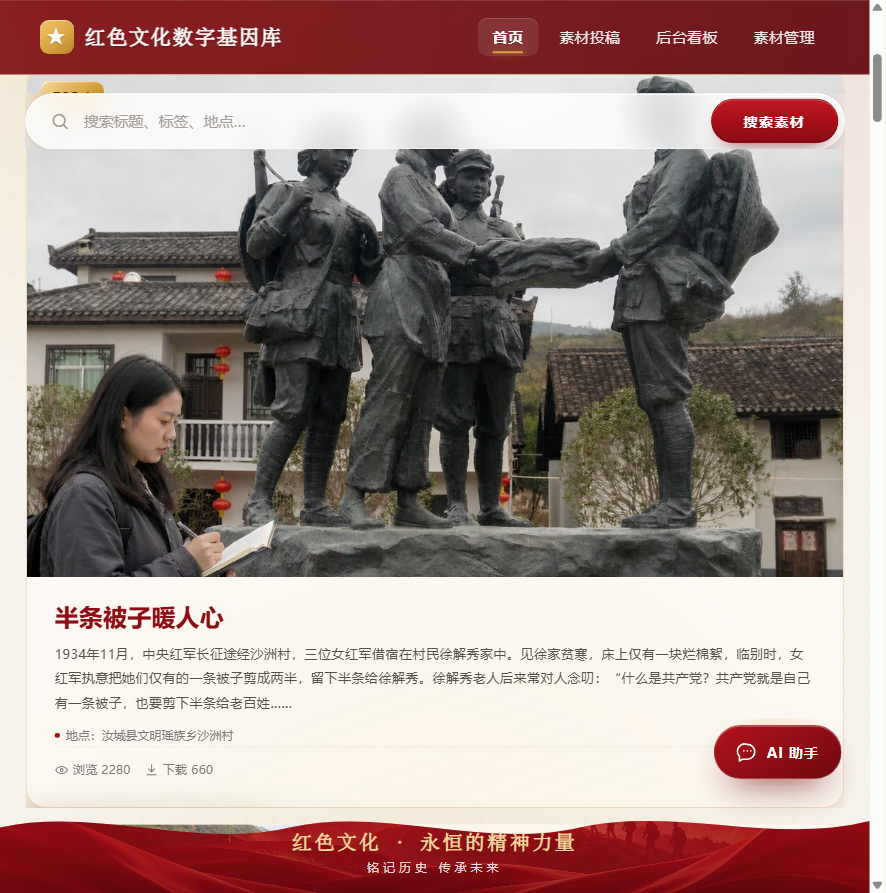 红色文化数字基因库
首页
素材投稿
后台看板
素材管理
搜索标题、标签、地点...
搜索素材
半条被子暖人心
1934年11月，中央红军长征途经沙洲村，三位女红军借宿在村民徐解秀家中。见徐家贫寒，床上仅有一块烂棉絮，临别时，女
红军执意把她们仅有的一条被子剪成两半，留下半条给徐解秀。徐解秀老人后来常对人念叨：“什么是共产党？共产党就是自己
有一条被子，也要剪下半条给老百姓......
地点：汝城县文明瑶族乡沙洲村
浏览 2280
下载 660
AI 助手
红色文化 · 永恒的精神力量
铭记历史 传承未来